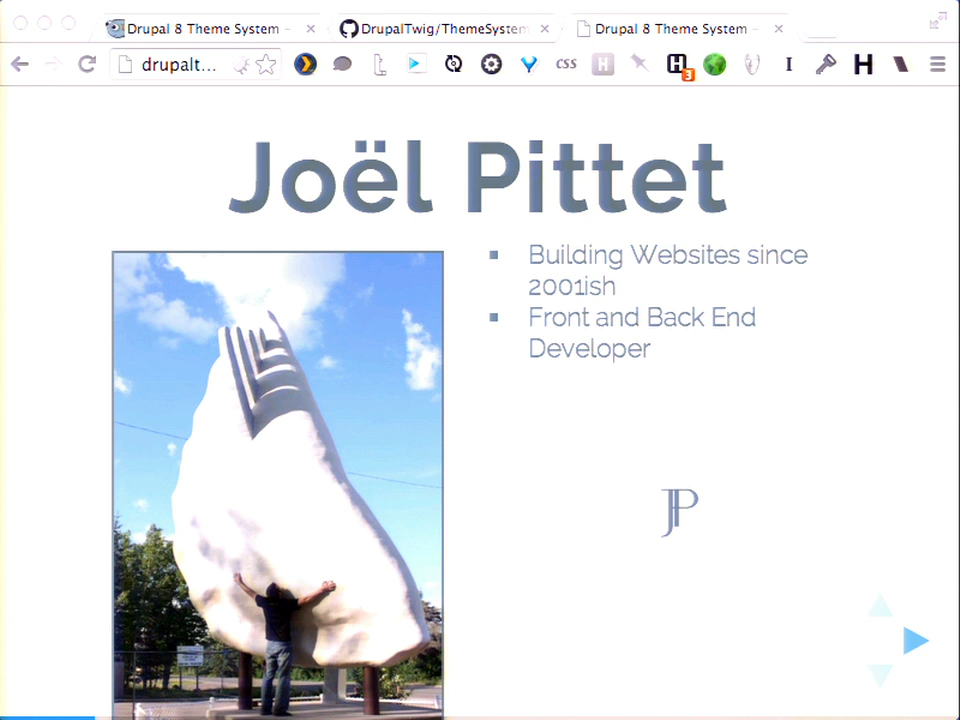 Drupal 8 Theme System –
DrupalTwig/ThemeSystem
Drupal 8 Theme System –
drupalt...
css
H
H
3
I
H
Joël Pittet
Building Websites since
2001ish
Front and Back End
Developer
JP